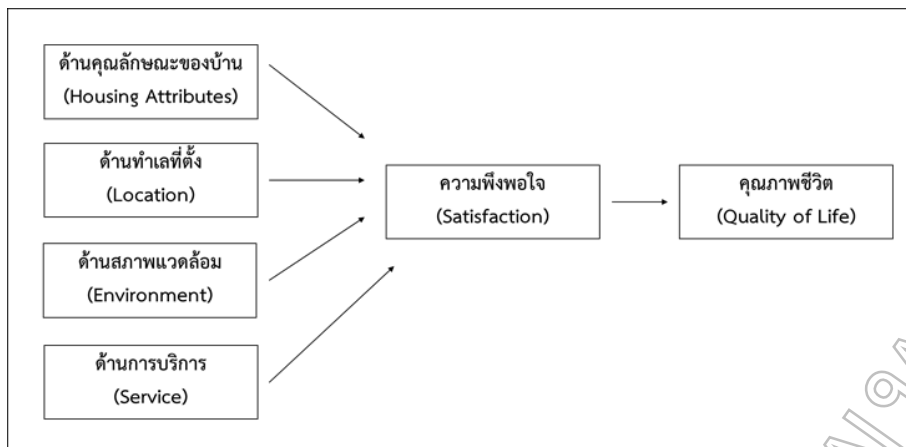 ด้านคุณลักษณะของบ้าน
(Housing Attributes)
ด้านทำเลที่ตั้ง
(Location)
ด้านสภาพแวดล้อม
(Environment)
ด้านการบริการ
(Service)
ความพึงพอใจ
(Satisfaction)
คุณภาพชีวิต
(Quality of Life)